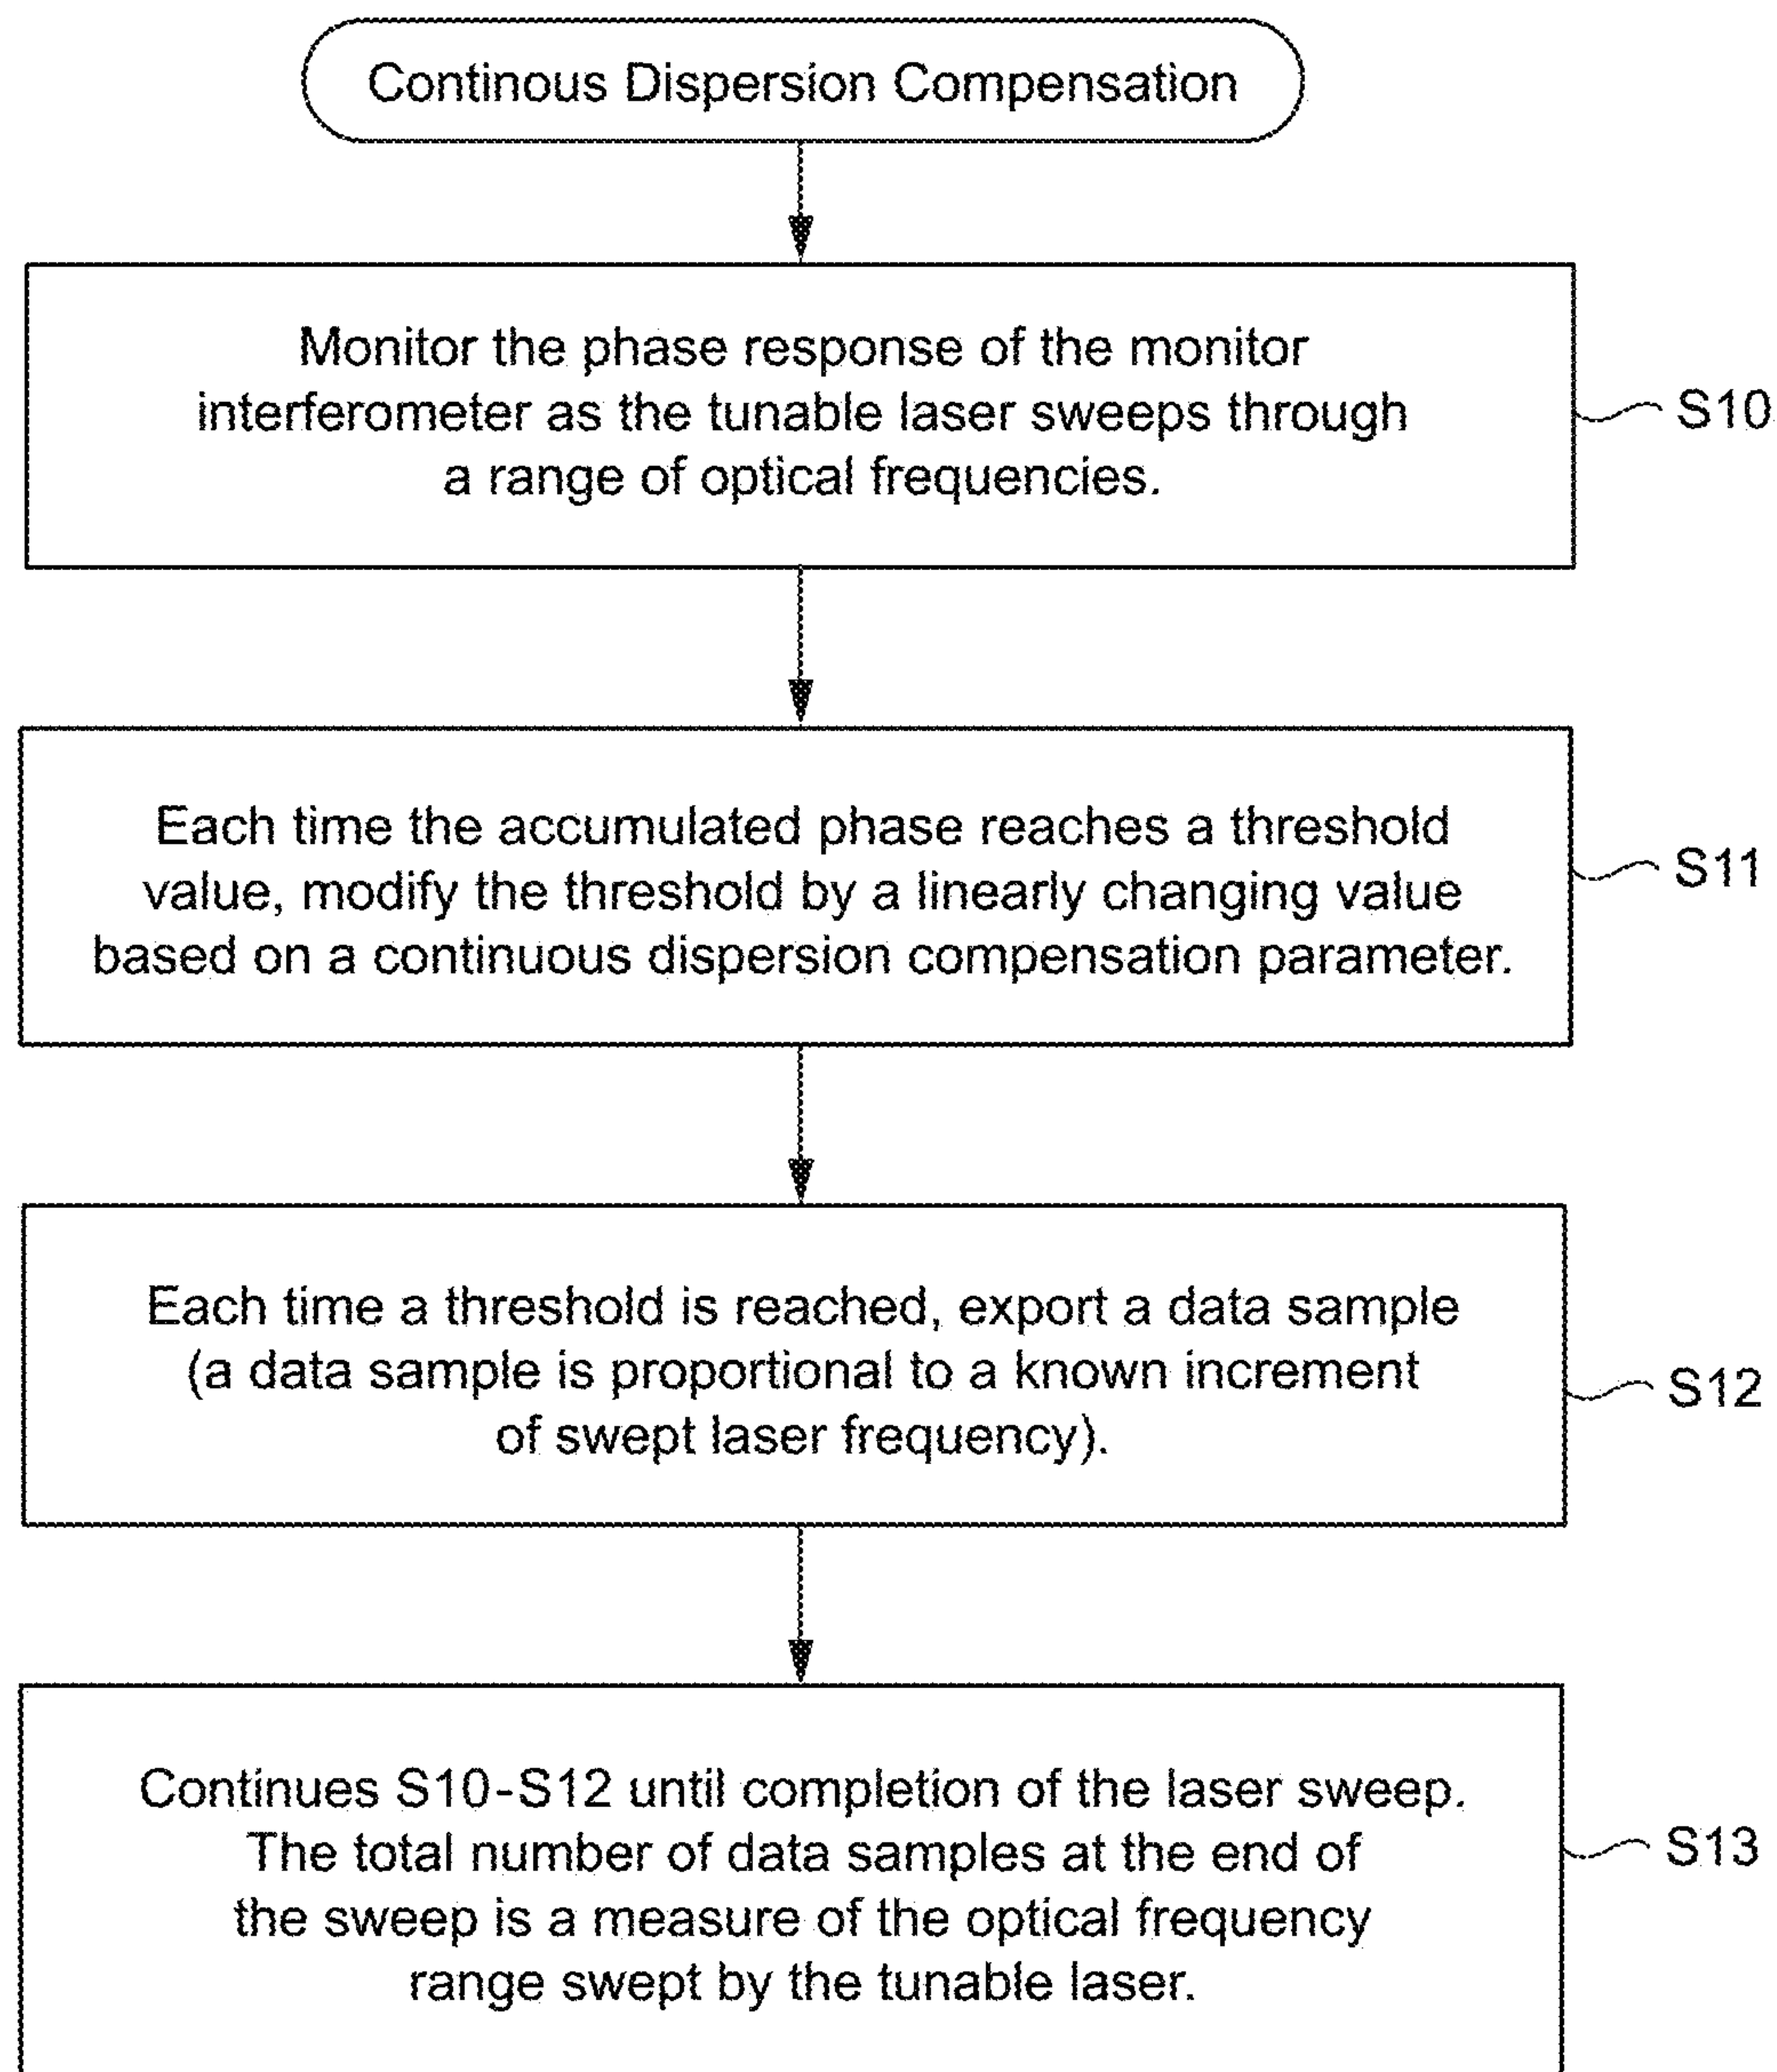 Continous Dispersion Compensation
Monitor the phase response of the monitor
interferometer as the tunable laser sweeps through
a range of optical frequencies.
S10
Each time the accumulated phase reaches a threshold
value, modify the threshold by a linearly changing value
based on a continuous dispersion compensation parameter.
S11
Each time a threshold is reached, export a data sample
(a data sample is proportional to a known increment
of swept laser frequency).
S12
Continues S10-S12 until completion of the laser sweep.
The total number of data samples at the end of
the sweep is a measure of the optical frequency
range swept by the tunable laser.
S13